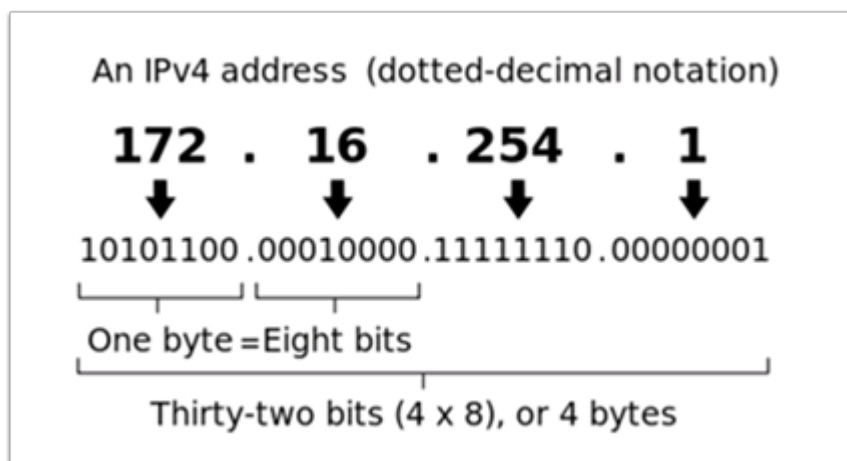 An IPv4 address (dotted-decimal notation)
172 . 16 . 254 . 1
10101100.00010000.11111110.00000001
One byte=Eight bits
Thirty-two bits (4 x 8), or 4 bytes